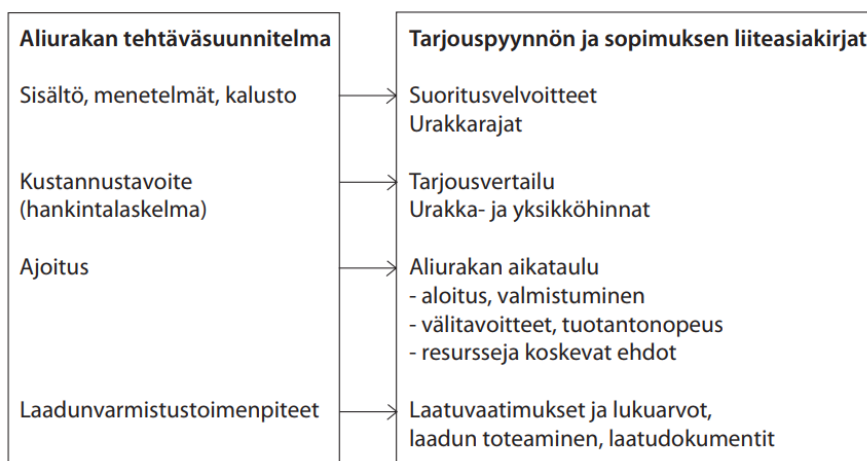 Aliurakan tehtäväsuunnitelma
Sisältö, menetelmät, kalusto
Kustannustavoite
(hankintalaskelma)
Ajoitus
Laadunvarmistustoimenpiteet
Tarjouspyynnön ja sopimuksen liiteasiakirjat
Suoritusvelvoitteet
Urakkarajat
Tarjousvertailu
Urakka- ja yksikköhinnat
Aliurakan aikataulu
- aloitus, valmistuminen
- välitavoitteet, tuotantonopeus
- resursseja koskevat ehdot
Laatuvaatimukset ja lukuarvot,
laadun toteaminen, laatudokumentit